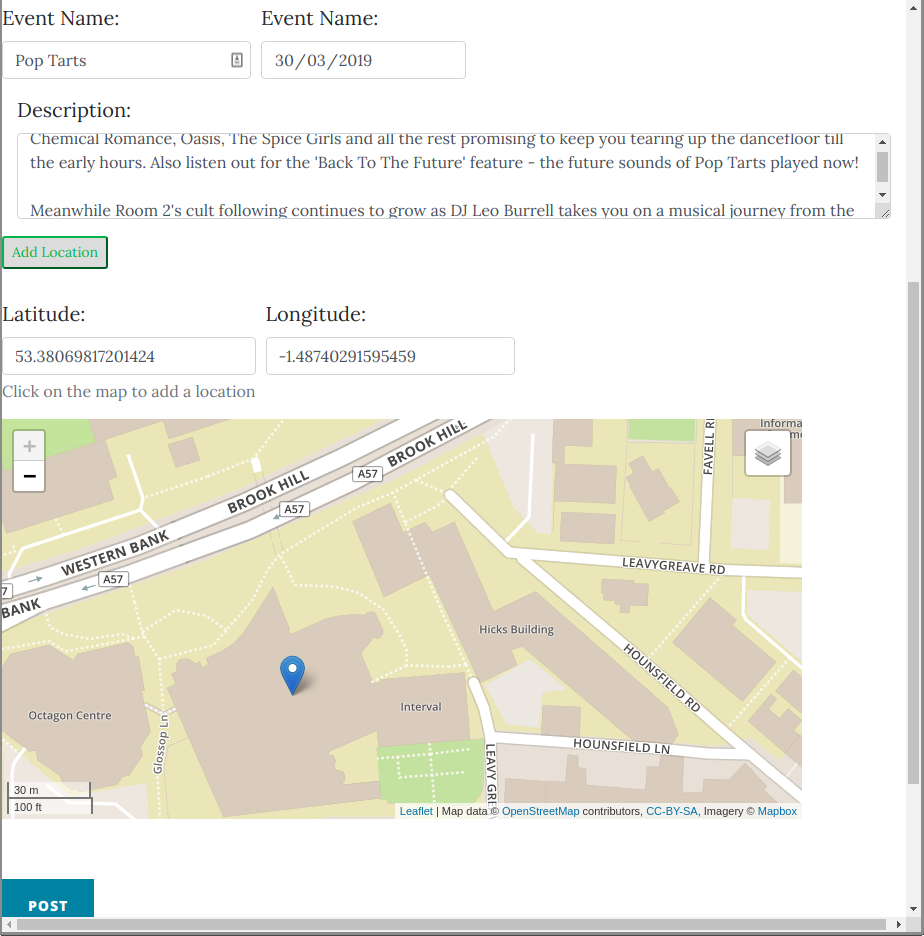 Event Name: Event Name:
Pop Tarts 30/03/2019
Description:
Chemical Romance, Oasis, The Spice Girls and all the rest promising to keep you tearing up the dancefloor till
the early hours. Also listen out for the 'Back To The Future' feature - the future sounds of Pop Tarts played now!
Meanwhile Room 2's cult following continues to grow as DJ Leo Burrell takes you on a musical journey from the
Add Location
Latitude: Longitude:
53.38069817201424 -1.48740291595459
Click on the map to add a location
+
−
Informa
BROOK HILL
FAVELL R
A57
BROOK HILL
A57
WESTERN BANK
LEAVYGREAVE RD
A57
7
BANK
Hicks Building
HOUNSFIELD RD
Interval
Octagon Centre
Glossop Ln
HOUNSFIELD LN
LEAVY GRE
30 m
100 ft
Leaflet | Map data © OpenStreetMap contributors, CC-BY-SA, Imagery © Mapbox
POST